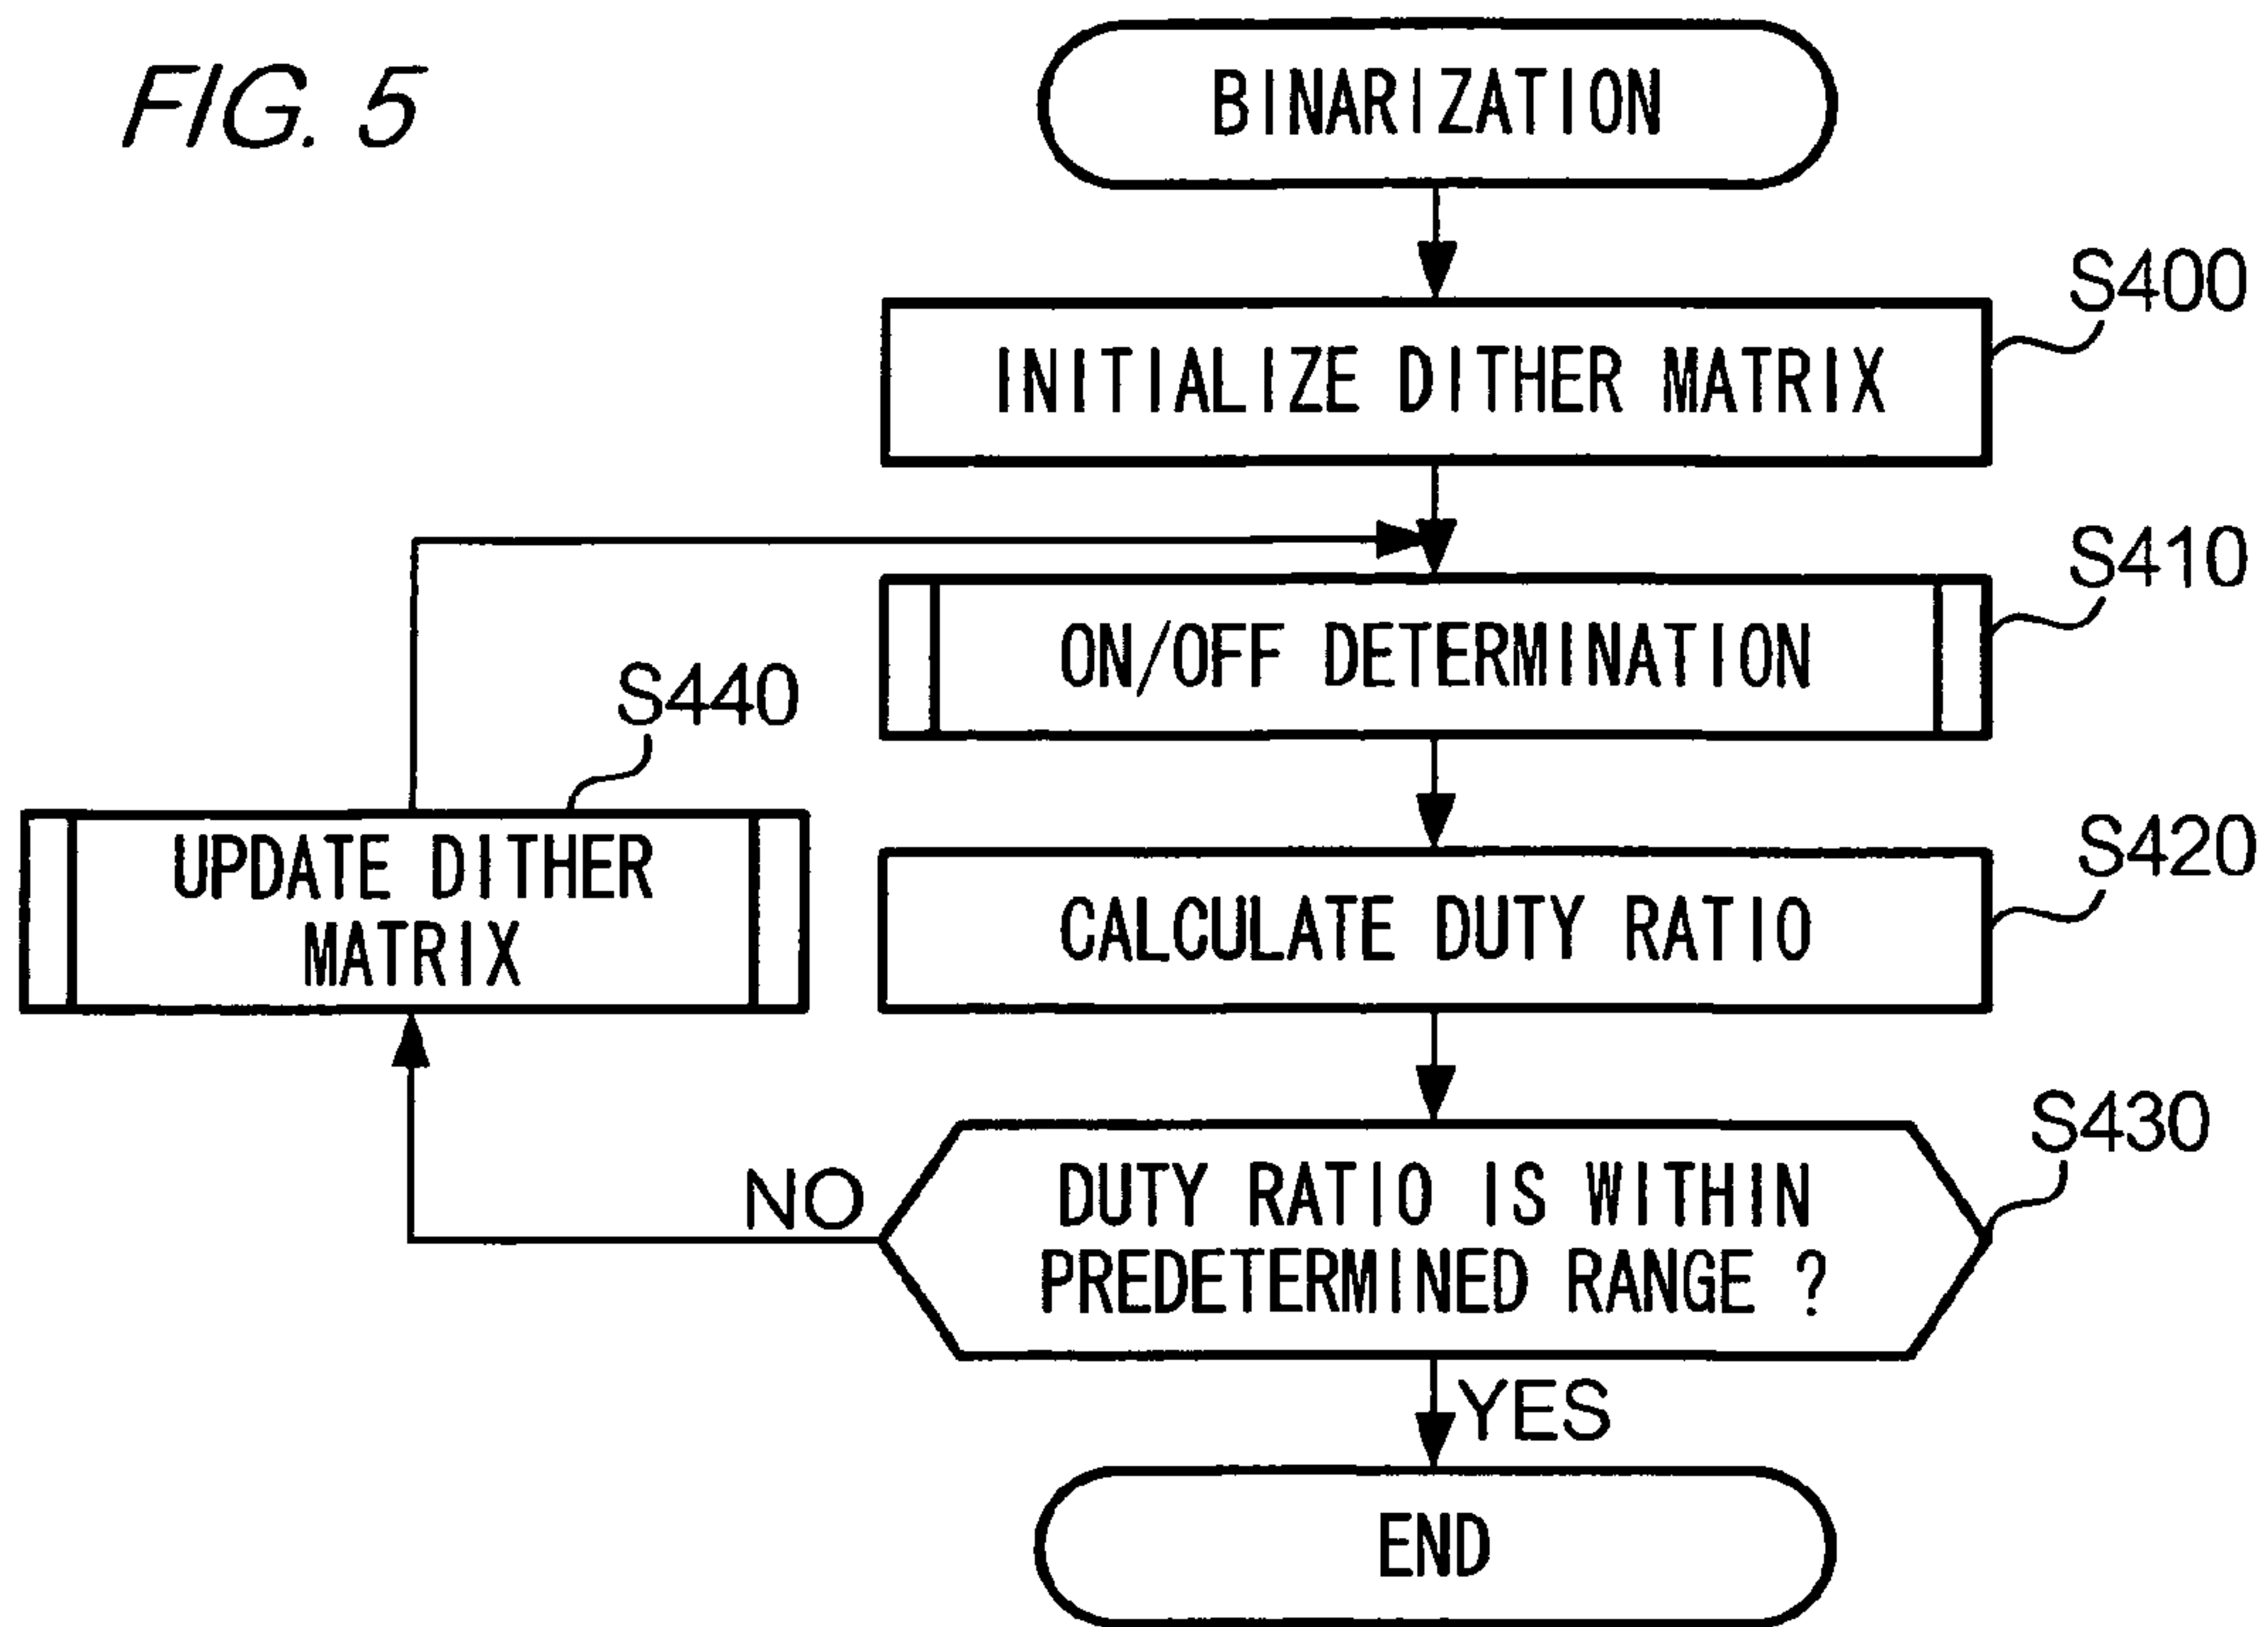 FIG. 5
BINARIZATION
S400
INITIALIZE DITHER MATRIX
S410
ON/OFF DETERMINATION
S440
UPDATE DITHER
MATRIX
S420
CALCULATE DUTY RATIO
S430
NO
DUTY RATIO IS WITHIN
PREDETERMINED RANGE ?
YES
END